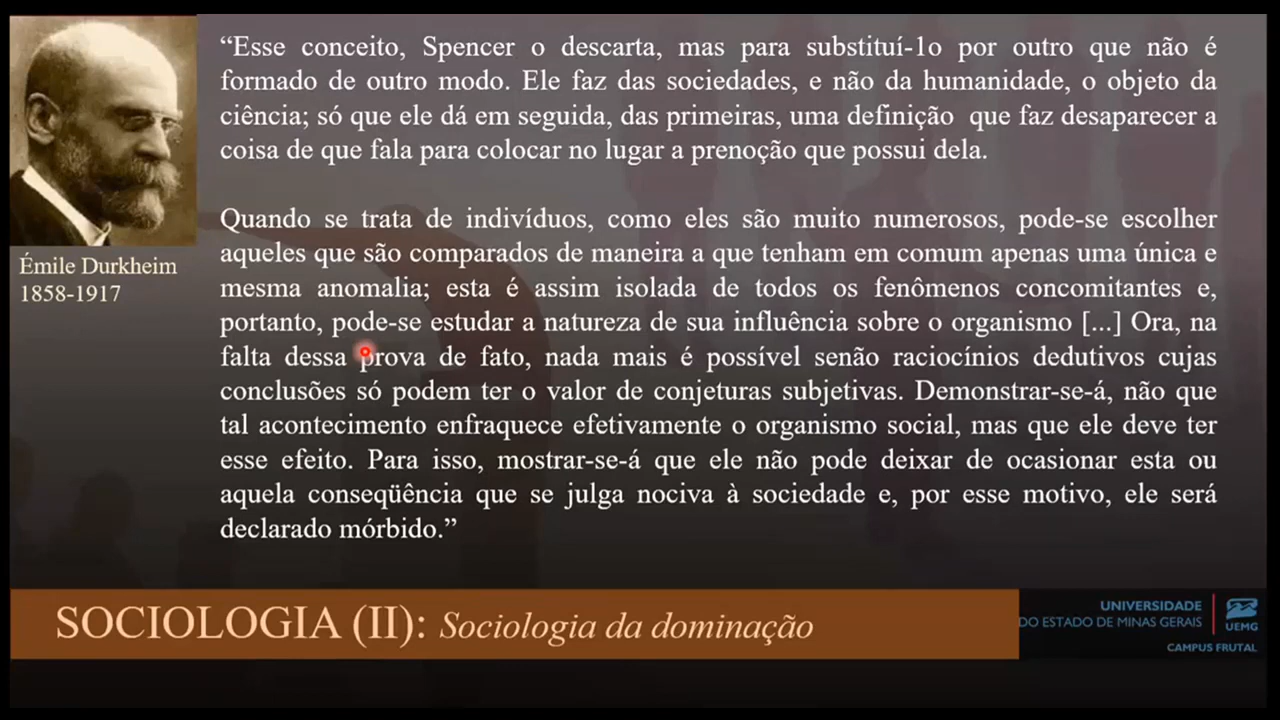 “Esse conceito, Spencer o descarta, mas para substituí-1o por outro que não é
formado de outro modo. Ele faz das sociedades, e não da humanidade, o objeto da
ciência; só que ele dá em seguida, das primeiras, uma definição que faz desaparecer a
coisa de que fala para colocar no lugar a prenoção que possui dela.
Quando se trata de indivíduos, como eles são muito numerosos, pode-se escolher
aqueles que são comparados de maneira a que tenham em comum apenas uma única e
mesma anomalia; esta é assim isolada de todos os fenômenos concomitantes e,
portanto, pode-se estudar a natureza de sua influência sobre o organismo [...] Ora, na
falta dessa prova de fato, nada mais é possível senão raciocínios dedutivos cujas
conclusões só podem ter o valor de conjeturas subjetivas. Demonstrar-se-á, não que
tal acontecimento enfraquece efetivamente o organismo social, mas que ele deve ter
esse efeito. Para isso, mostrar-se-á que ele não pode deixar de ocasionar esta ou
aquela conseqüência que se julga nociva à sociedade e, por esse motivo, ele será
declarado mórbido.”
Émile Durkheim
1858-1917
SOCIOLOGIA (II): Sociologia da dominação
UNIVERSIDADE
DO ESTADO DE MINAS GERAIS
UEMG
CAMPUS FRUTAL